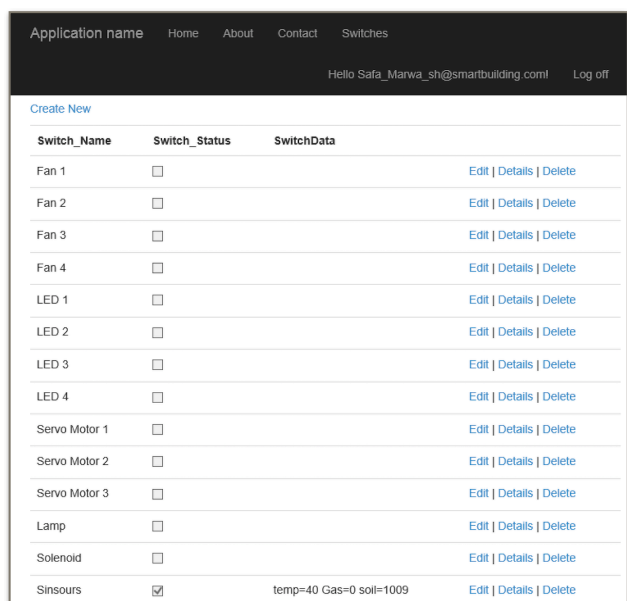 Application name Home About Contact Switches
Hello Safa_Marwa_sh@smartbuilding.com! Log off
Create New
Switch_Name Switch_Status SwitchData
Fan 1 Edit | Details | Delete
Fan 2 Edit | Details | Delete
Fan 3 Edit | Details | Delete
Fan 4 Edit | Details | Delete
LED 1 Edit | Details | Delete
LED 2 Edit | Details | Delete
LED 3 Edit | Details | Delete
LED 4 Edit | Details | Delete
Servo Motor 1 Edit | Details | Delete
Servo Motor 2 Edit | Details | Delete
Servo Motor 3 Edit | Details | Delete
Lamp Edit | Details | Delete
Solenoid Edit | Details | Delete
Sinsours temp=40 Gas=0 soil=1009 Edit | Details | Delete